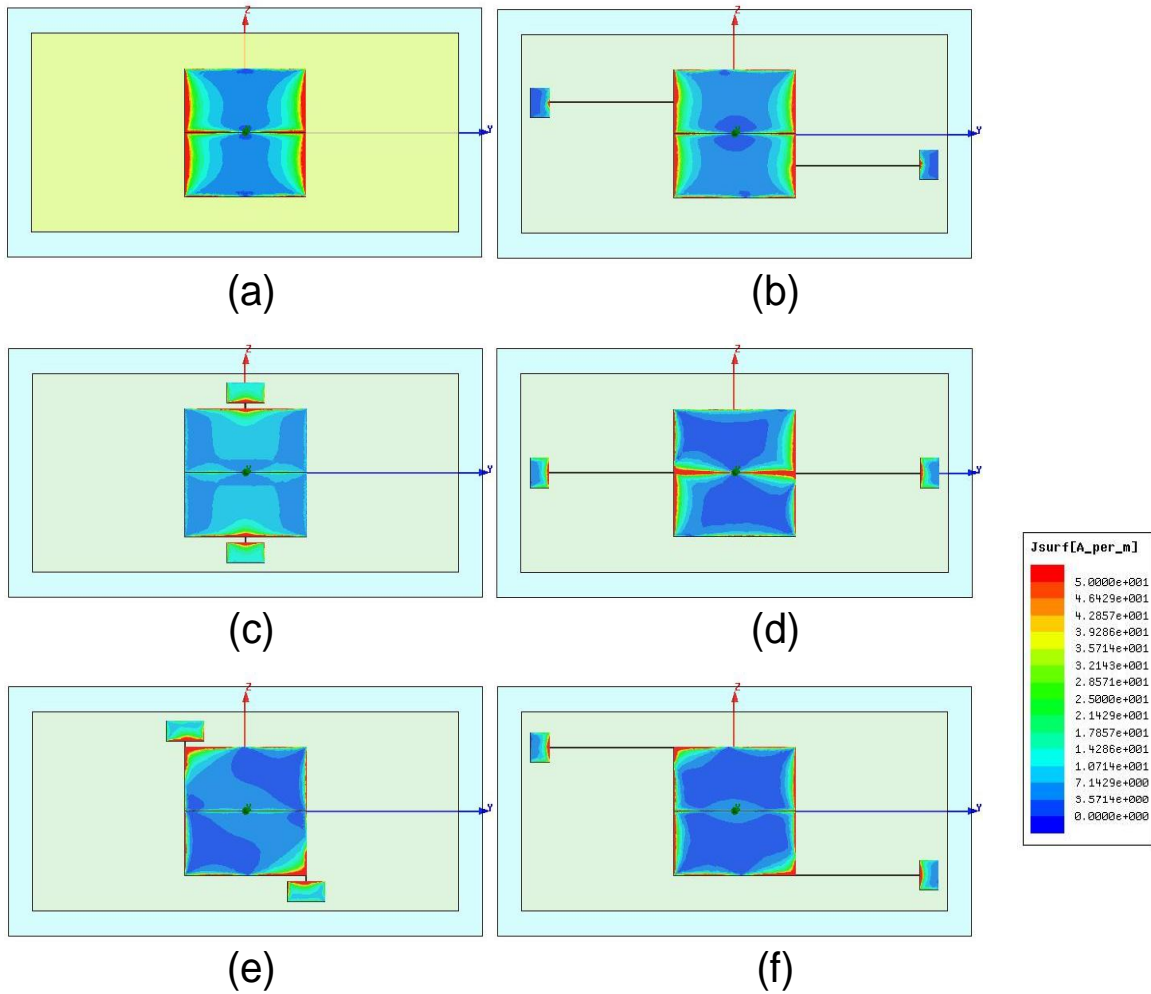 Z
Y
(a)
Z
Y
(b)
Z
Y
(c)
Z
Y
(d)
Jsurf[A_per_m]
5.0000e+001
4.6429e+001
4.2857e+001
3.9286e+001
3.5714e+001
3.2143e+001
2.8571e+001
2.5000e+001
2.1429e+001
1.7857e+001
1.4286e+001
1.0714e+001
7.1429e+000
3.5714e+000
0.0000e+000
Z
Y
(e)
Z
Y
(f)